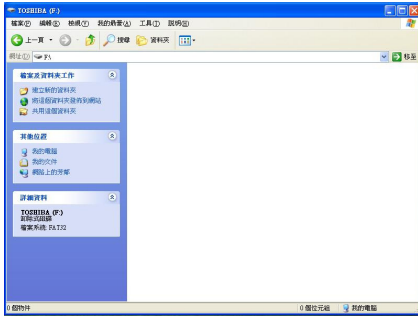 TOSHIBA (F:)
檔案(F) 編輯(E) 檢視(V) 我的最愛(A) 工具(T) 說明(H)
上一頁 搜尋 資料夾
網址(D) F:\ 移至
檔案及資料夾工作
建立新的資料夾
將這個資料夾發佈到網站
共用這個資料夾
其他位置
我的電腦
我的文件
網路上的芳鄰
詳細資料
TOSHIBA (F:)
卸除式磁碟
檔案系統: FAT32
0 個物件 0 個位元組 我的電腦